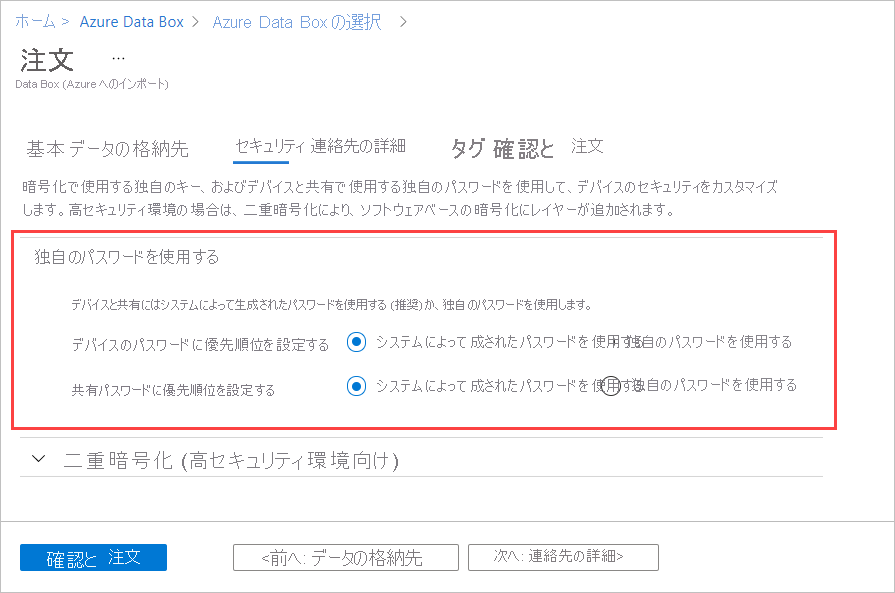 ホーム > Azure Data Box > Azure Data Boxの選択 >
注文 ...
Data Box (Azureへのインポート)
基本 データの格納先 セキュリティ 連絡先の詳細 タグ 確認と 注文
暗号化で使用する独自のキー、およびデバイスと共有で使用する独自のパスワードを使用して、デバイスのセキュリティをカスタマイズ
します。高セキュリティ環境の場合は、二重暗号化により、ソフトウェアベースの暗号化にレイヤーが追加されます。
独自のパスワードを使用する
デバイスと共有にはシステムによって生成されたパスワードを使用する (推奨)か、独自のパスワードを使用します。
デバイスのパスワードに優先順位を設定する システムによって 成されたパスワードを使用する 独自のパスワードを使用する
共有パスワードに優先順位を設定する システムによって 成されたパスワードを使用する 独自のパスワードを使用する
二重暗号化 (高セキュリティ環境向け)
確認と 注文 <前へ: データの格納先 次へ: 連絡先の詳細>